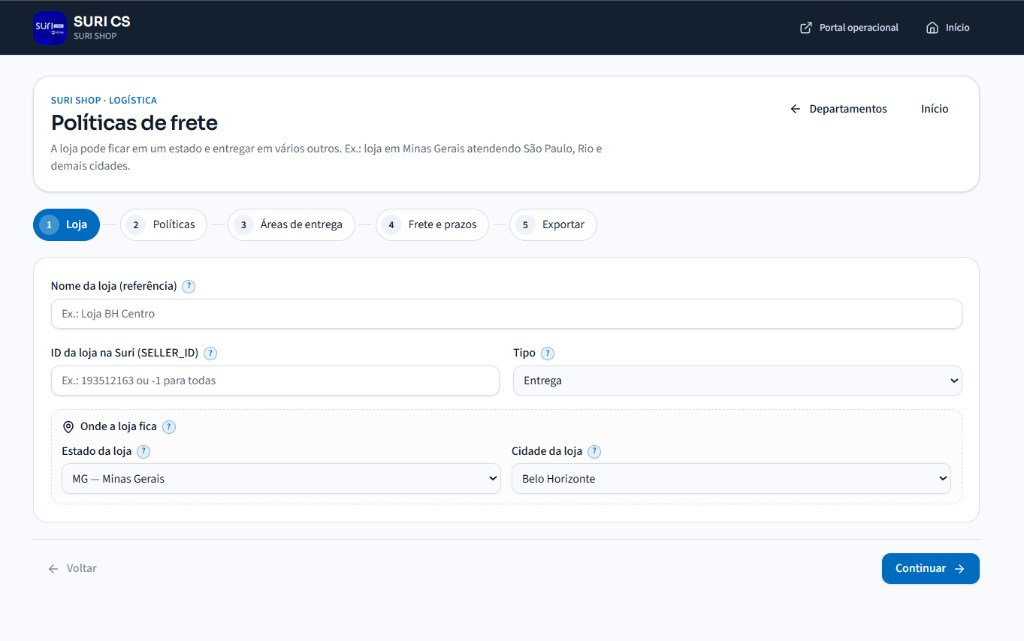 suri
SURI CS
SURI SHOP
Portal operacional
Início
SURI SHOP · LOGÍSTICA
Políticas de frete
A loja pode ficar em um estado e entregar em vários outros. Ex.: loja em Minas Gerais atendendo São Paulo, Rio e
demais cidades.
Departamentos
Início
1 Loja
2 Políticas
3 Áreas de entrega
4 Frete e prazos
5 Exportar
Nome da loja (referência) ?
Ex.: Loja BH Centro
ID da loja na Suri (SELLER_ID) ?
Ex.: 193512163 ou -1 para todas
Tipo ?
Entrega
Onde a loja fica ?
Estado da loja ?
MG — Minas Gerais
Cidade da loja ?
Belo Horizonte
Voltar
Continuar